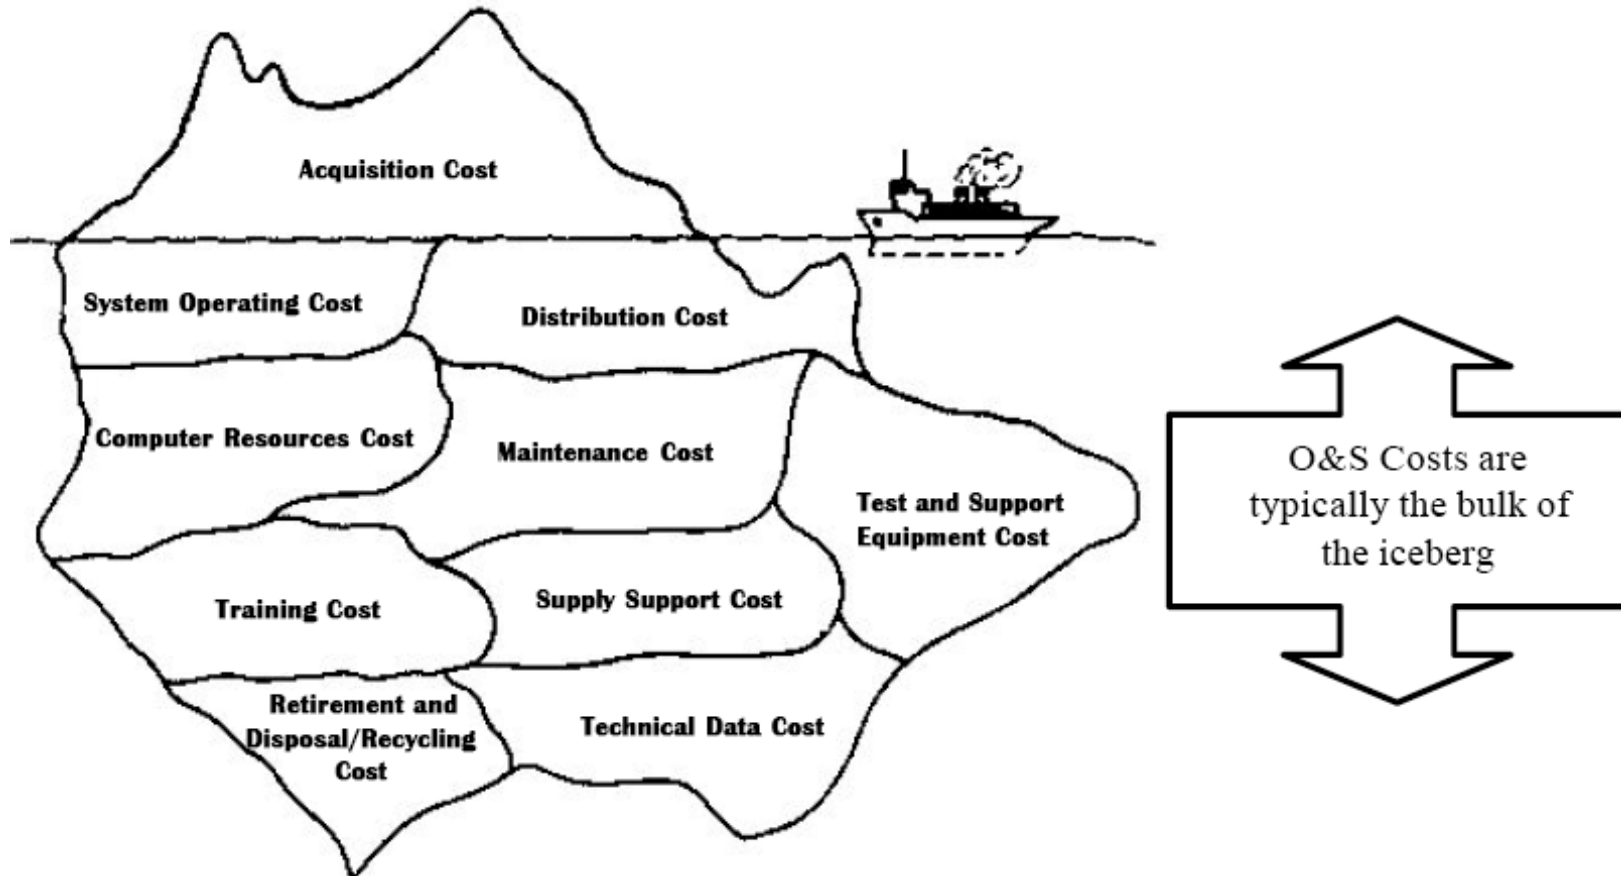 Acquisition Cost
System Operating Cost
Distribution Cost
Computer Resources Cost
Maintenance Cost
Test and Support
Equipment Cost
Training Cost
Supply Support Cost
Retirement and
Disposal/Recycling
Cost
Technical Data Cost
O&S Costs are
typically the bulk of
the iceberg